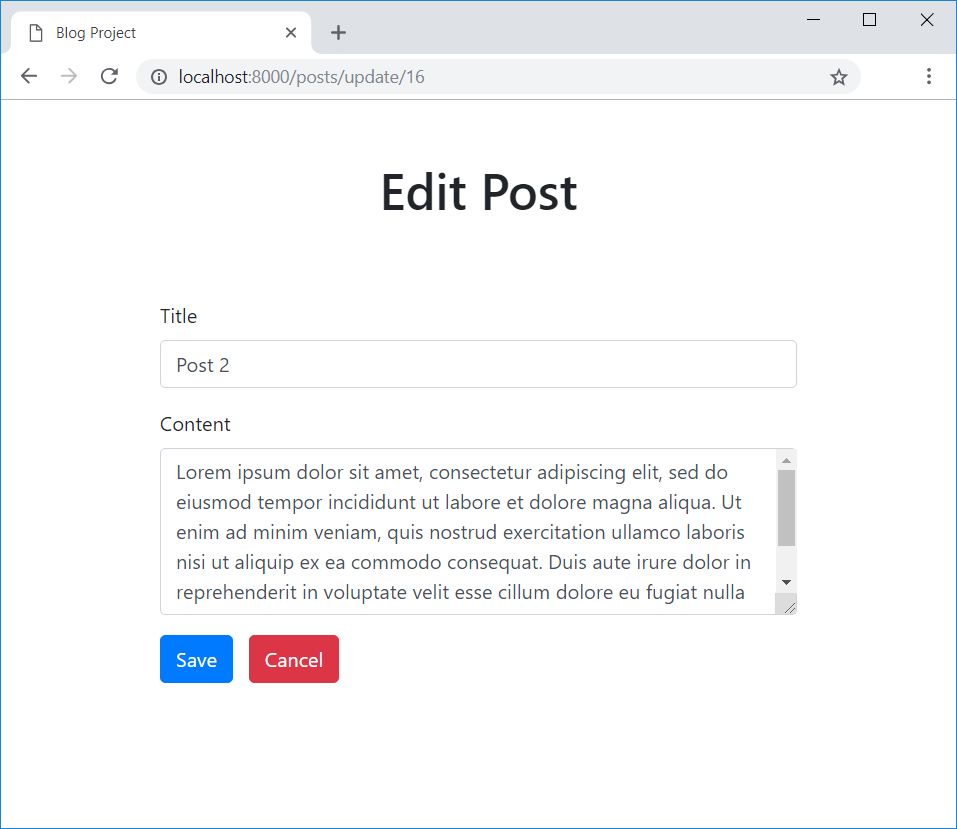 Blog Project
localhost:8000/posts/update/16
Edit Post
Title
Post 2
Content
Lorem ipsum dolor sit amet, consectetur adipiscing elit, sed do
eiusmod tempor incididunt ut labore et dolore magna aliqua. Ut
enim ad minim veniam, quis nostrud exercitation ullamco laboris
nisi ut aliquip ex ea commodo consequat. Duis aute irure dolor in
reprehenderit in voluptate velit esse cillum dolore eu fugiat nulla
Save Cancel